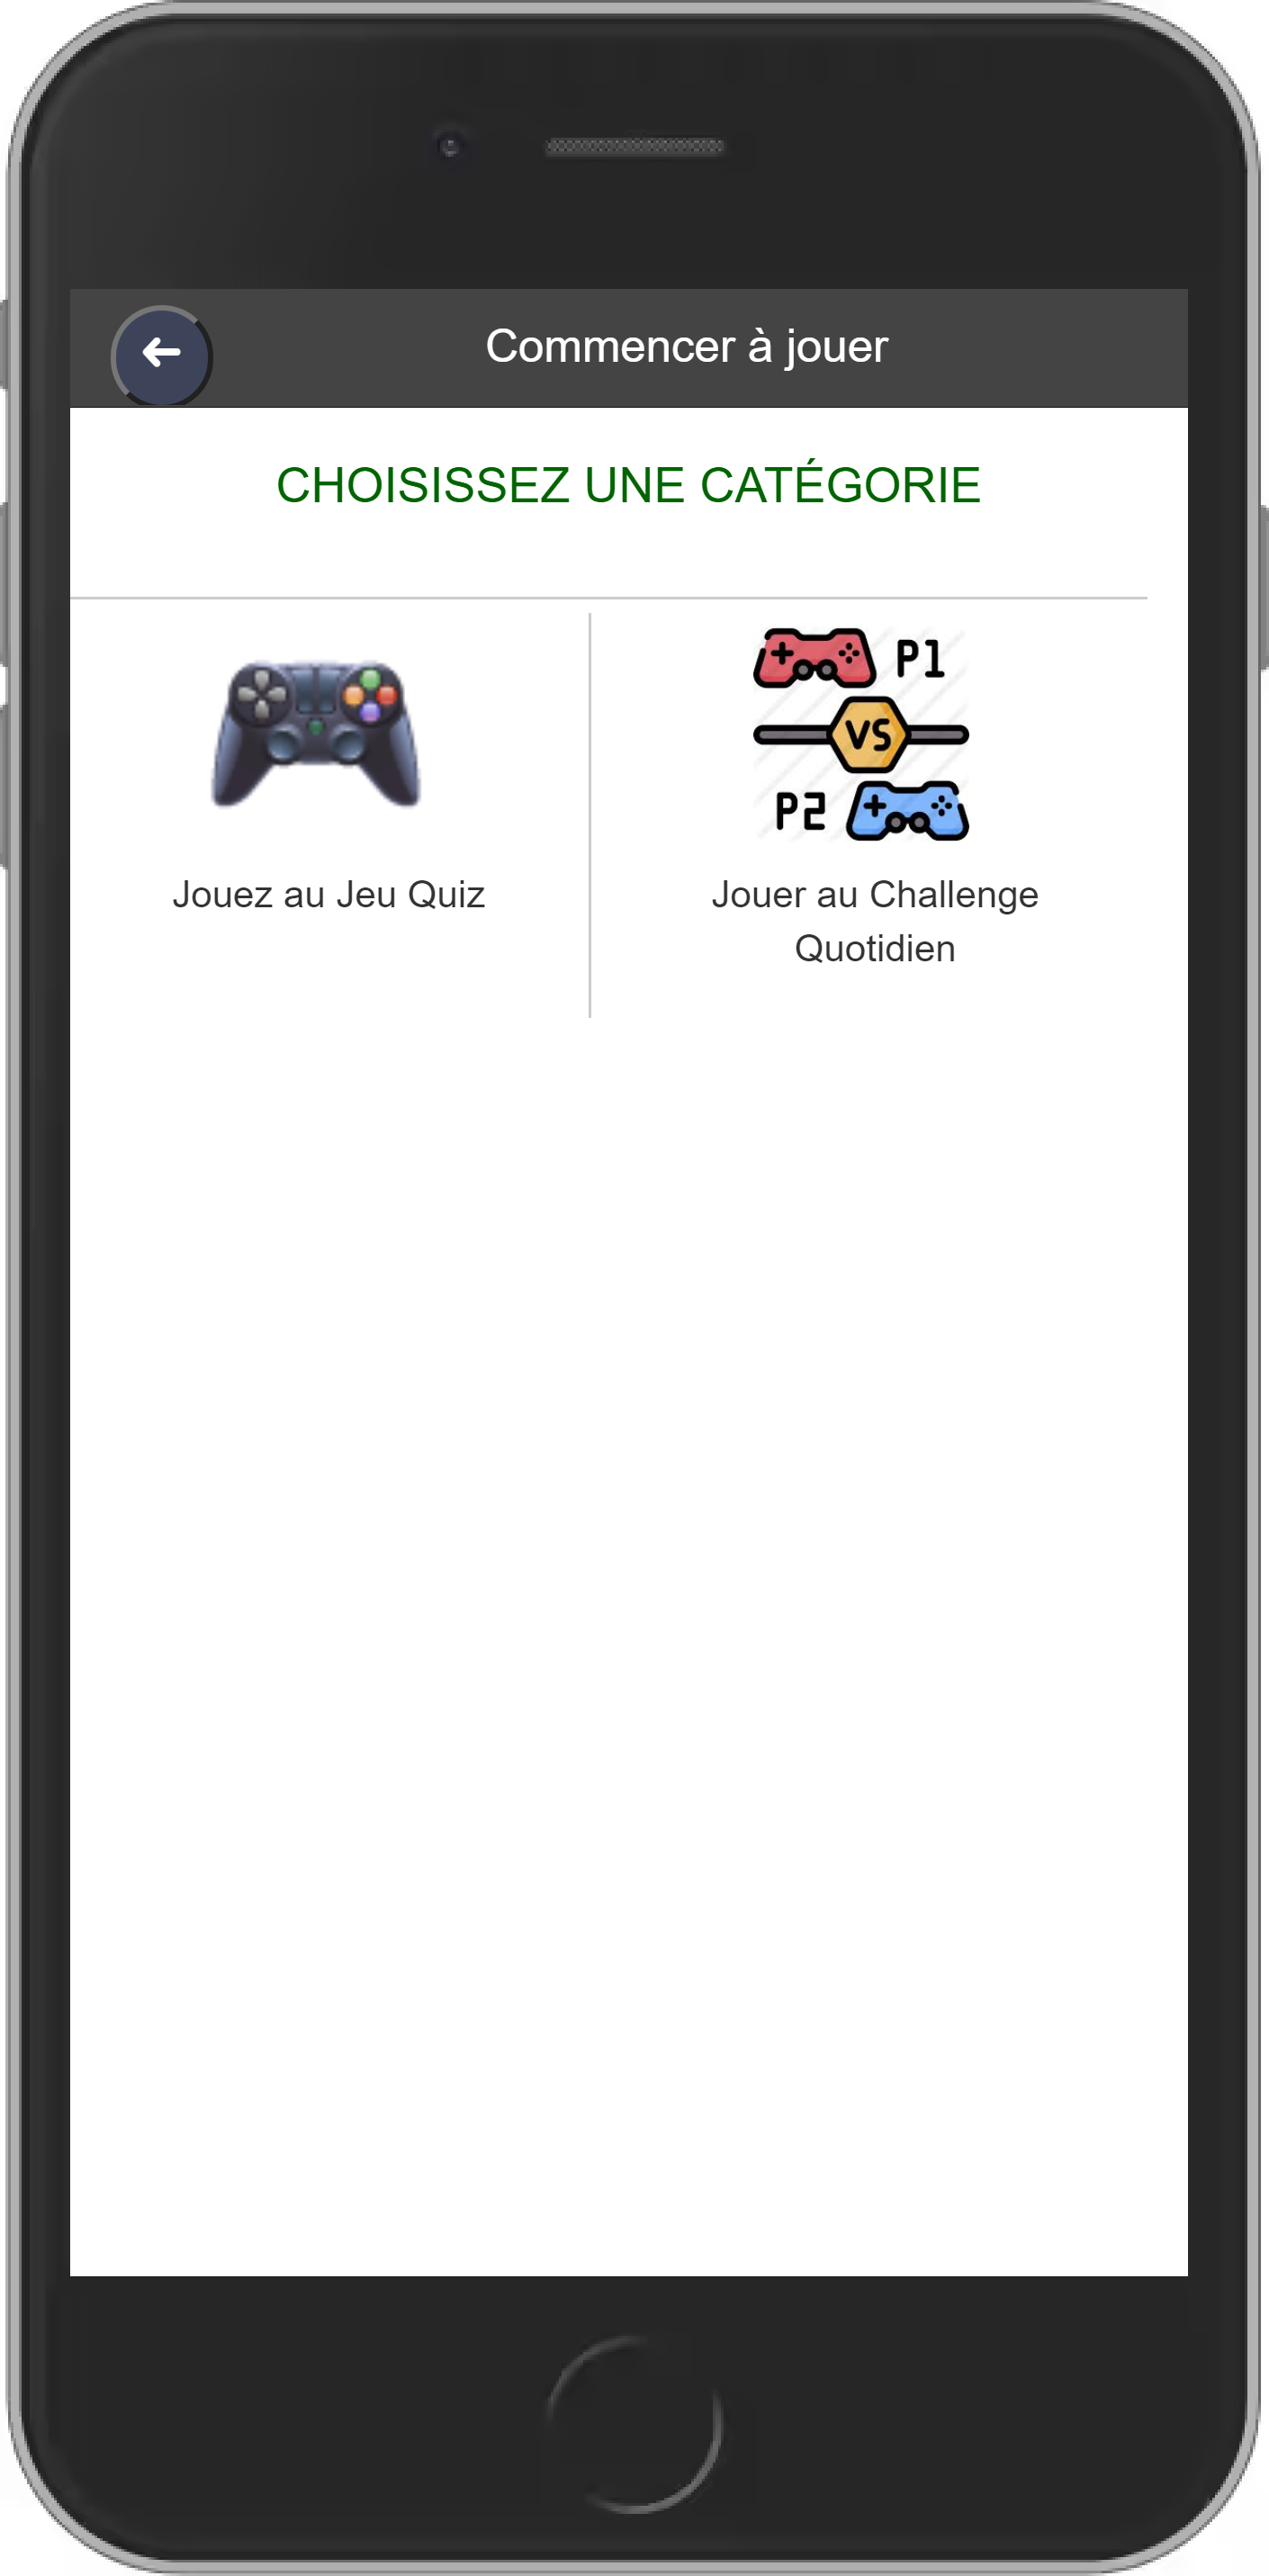 Commencer à jouer
CHOISISSEZ UNE CATÉGORIE
P1
VS
P2
Jouez au Jeu Quiz
Jouer au Challenge
Quotidien